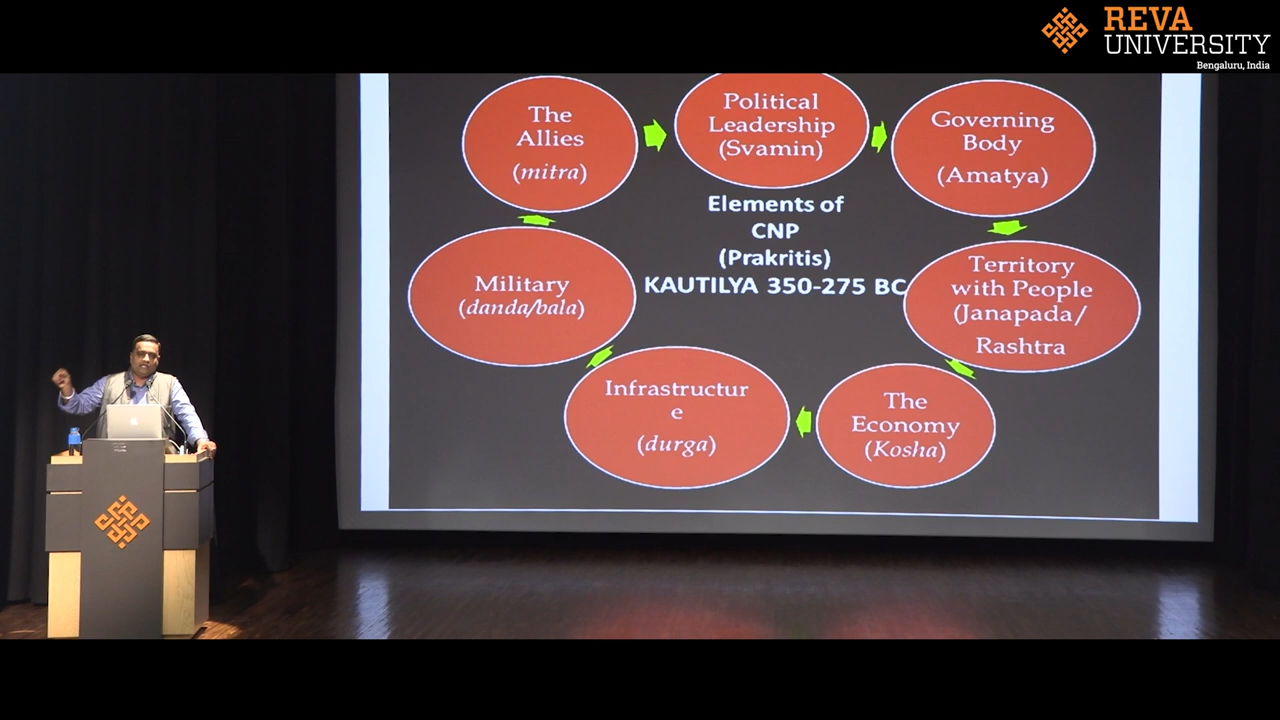 REVA
UNIVERSITY
Bengaluru, India
The
Allies
(mitra)
Political
Leadership
(Svamin)
Governing
Body
(Amatya)
Elements of
CNP
(Prakritis)
KAUTILYA 350-275 BC
Military
(danda/bala)
Territory
with People
(Janapada/
Rashtra
Infrastructur
e
(durga)
The
Economy
(Kosha)